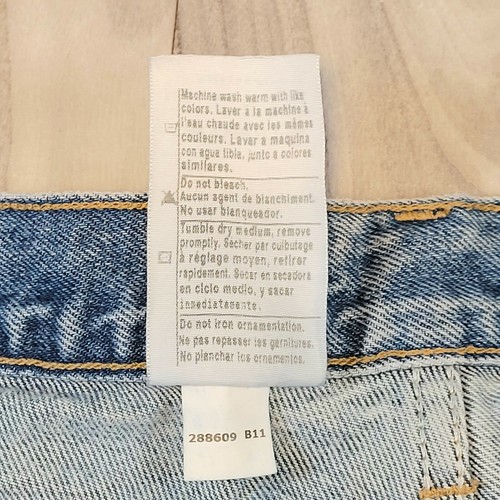 Machine wash warm with like
colors. Laver a la machine à
l'eau chaude avec les mêmes
couleurs. Lavar a maquina
con agua tibia, junto a colores
similares.
Do not bleach.
Aucun agent de blanchiment.
No usar blanqueador.
Tumble dry medium, remove
promptly. Sécher par culbutage
à réglage moyen, retirer
rapidement. Secar en secadora
en ciclo medio, y sacar
inmediatamente.
Do not iron ornamentation.
Ne pas repasser les garnitures.
No planchar los ornamentos.
288609 B11